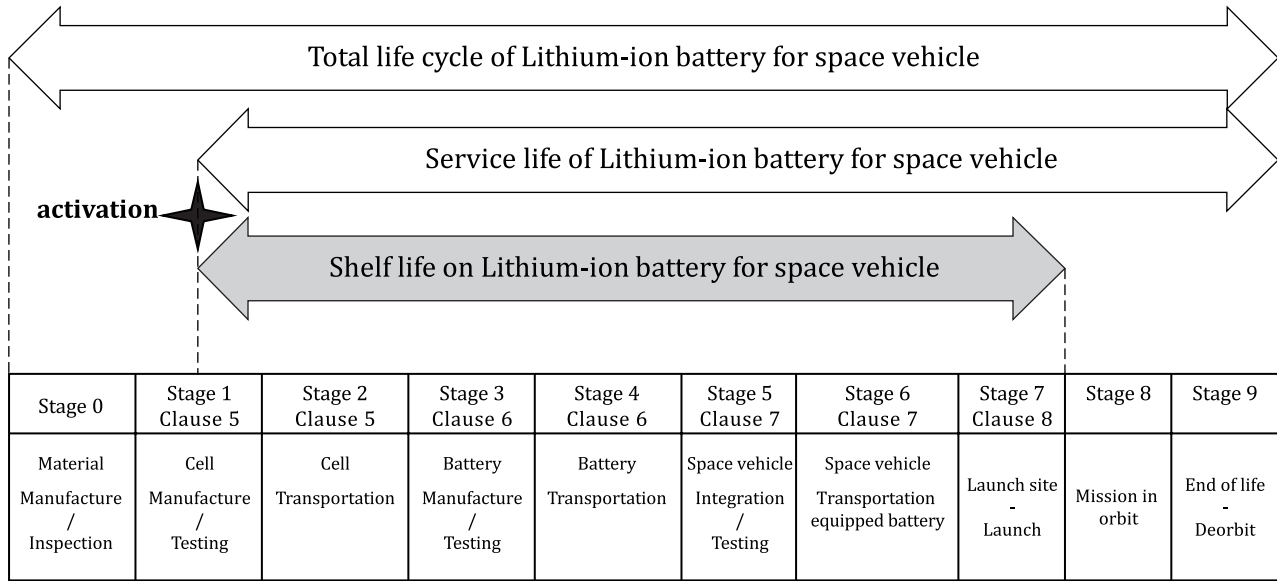 Total life cycle of Lithium-ion battery for space vehicle
Service life of Lithium-ion battery for space vehicle
activation
Shelf life on Lithium-ion battery for space vehicle
Stage 0
Stage 1
Clause 5
Stage 2
Clause 5
Stage 3
Clause 6
Stage 4
Clause 6
Stage 5
Clause 7
Stage 6
Clause 7
Stage 7
Clause 8
Stage 8
Stage 9
Material
Manufacture
/
Inspection
Cell
Manufacture
/
Testing
Cell
Transportation
Battery
Manufacture
/
Testing
Battery
Transportation
Space vehicle
Integration
/
Testing
Space vehicle
Transportation
equipped battery
Launch site
-
Launch
Mission in
orbit
End of life
-
Deorbit